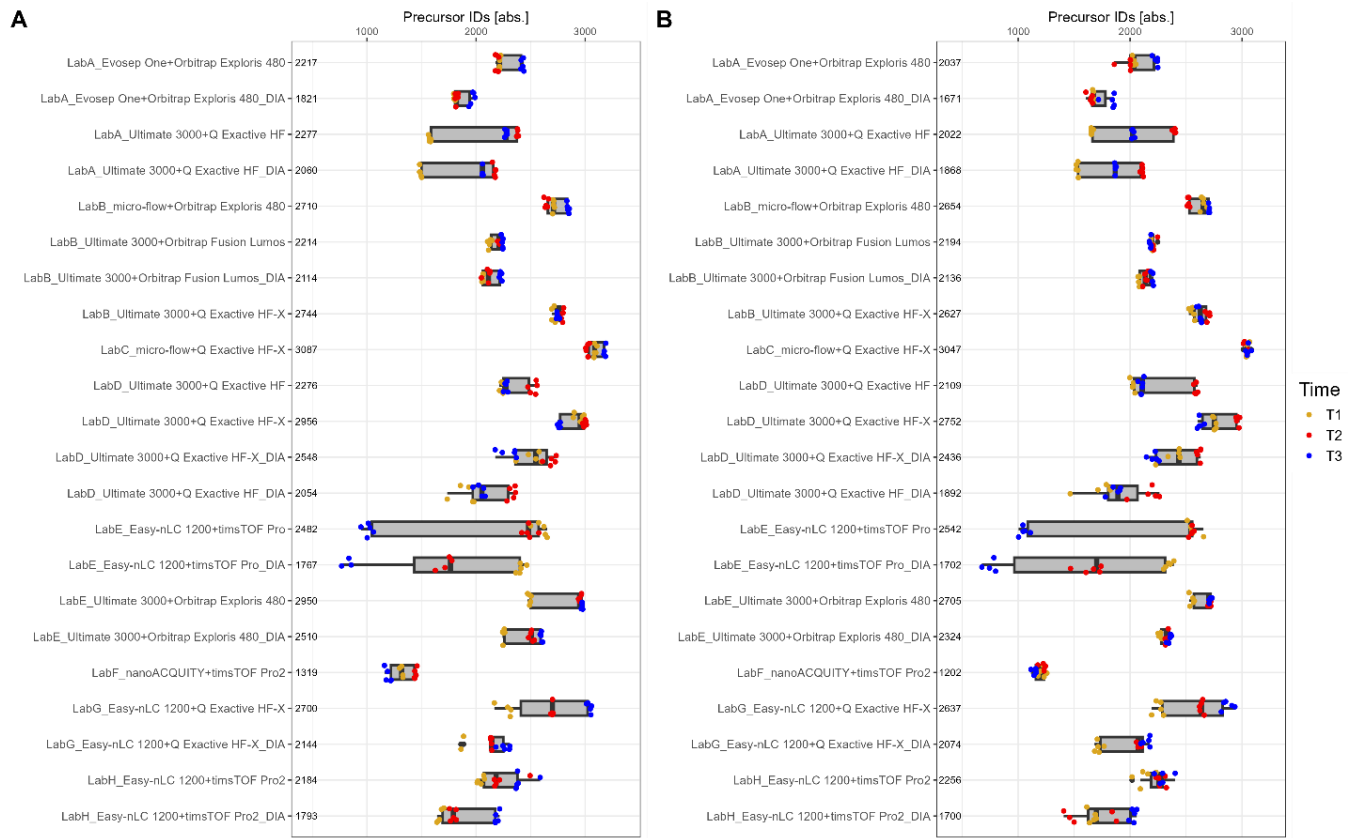 A
Precursor IDs [abs.]
1000 2000 3000
LabA_Evosep One+Orbitrap Exploris 480 2217
LabA_Evosep One+Orbitrap Exploris 480_DIA 1821
LabA_Ultimate 3000+Q Exactive HF 2277
LabA_Ultimate 3000+Q Exactive HF_DIA 2060
LabB_micro-flow+Orbitrap Exploris 480 2710
LabB_Ultimate 3000+Orbitrap Fusion Lumos 2214
LabB_Ultimate 3000+Orbitrap Fusion Lumos_DIA 2114
LabB_Ultimate 3000+Q Exactive HF-X 2744
LabC_micro-flow+Q Exactive HF-X 3087
LabD_Ultimate 3000+Q Exactive HF 2276
LabD_Ultimate 3000+Q Exactive HF-X 2956
LabD_Ultimate 3000+Q Exactive HF-X_DIA 2548
LabD_Ultimate 3000+Q Exactive HF_DIA 2054
LabE_Easy-nLC 1200+timsTOF Pro 2482
LabE_Easy-nLC 1200+timsTOF Pro_DIA 1767
LabE_Ultimate 3000+Orbitrap Exploris 480 2950
LabE_Ultimate 3000+Orbitrap Exploris 480_DIA 2510
LabF_nanoACQUITY+timsTOF Pro2 1319
LabG_Easy-nLC 1200+Q Exactive HF-X 2700
LabG_Easy-nLC 1200+Q Exactive HF-X_DIA 2144
LabH_Easy-nLC 1200+timsTOF Pro2 2184
LabH_Easy-nLC 1200+timsTOF Pro2_DIA 1793
B
Precursor IDs [abs.]
1000 2000 3000
LabA_Evosep One+Orbitrap Exploris 480 2037
LabA_Evosep One+Orbitrap Exploris 480_DIA 1671
LabA_Ultimate 3000+Q Exactive HF 2022
LabA_Ultimate 3000+Q Exactive HF_DIA 1868
LabB_micro-flow+Orbitrap Exploris 480 2654
LabB_Ultimate 3000+Orbitrap Fusion Lumos 2194
LabB_Ultimate 3000+Orbitrap Fusion Lumos_DIA 2136
LabB_Ultimate 3000+Q Exactive HF-X 2627
LabC_micro-flow+Q Exactive HF-X 3047
LabD_Ultimate 3000+Q Exactive HF 2109
LabD_Ultimate 3000+Q Exactive HF-X 2752
LabD_Ultimate 3000+Q Exactive HF-X_DIA 2436
LabD_Ultimate 3000+Q Exactive HF_DIA 1892
LabE_Easy-nLC 1200+timsTOF Pro 2542
LabE_Easy-nLC 1200+timsTOF Pro_DIA 1702
LabE_Ultimate 3000+Orbitrap Exploris 480 2705
LabE_Ultimate 3000+Orbitrap Exploris 480_DIA 2324
LabF_nanoACQUITY+timsTOF Pro2 1202
LabG_Easy-nLC 1200+Q Exactive HF-X 2637
LabG_Easy-nLC 1200+Q Exactive HF-X_DIA 2074
LabH_Easy-nLC 1200+timsTOF Pro2 2256
LabH_Easy-nLC 1200+timsTOF Pro2_DIA 1700
Time
T1
T2
T3